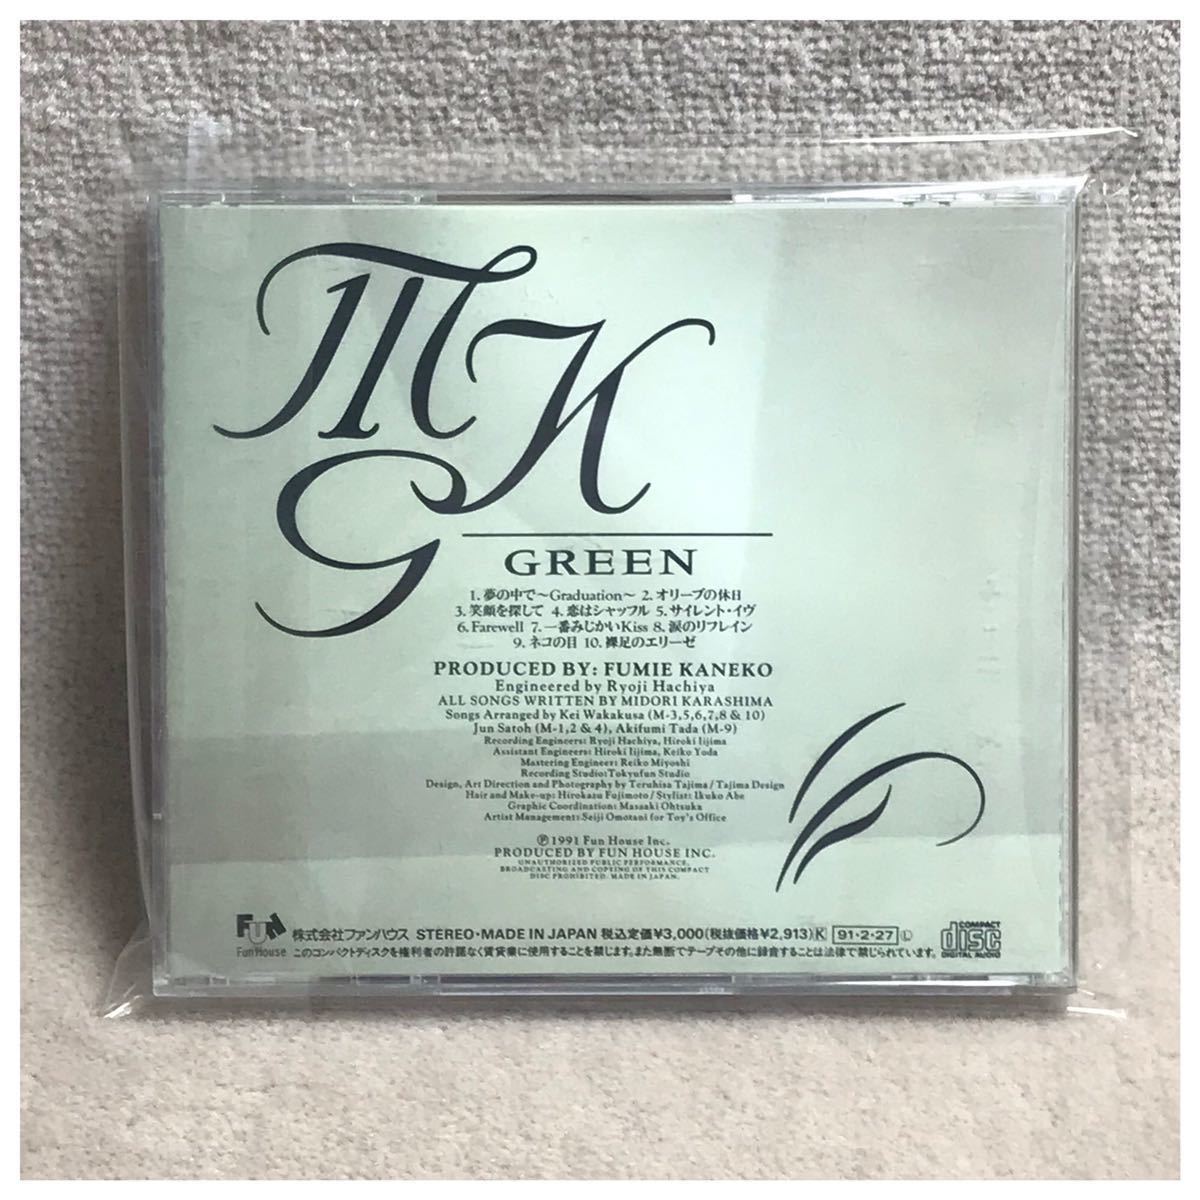 MK
G
GREEN
1. 夢の中で〜Graduation〜 2. オリーブの休日
3. 笑顔を探して 4. 恋はシャッフル 5. サイレント・イヴ
6. Farewell 7. 一番みじかいKiss 8. 涙のリフレイン
9. ネコの目 10. 裸足のエリーゼ
PRODUCED BY: FUMIE KANEKO
Engineered by Ryoji Hachiya
ALL SONGS WRITTEN BY MIDORI KARASHIMA
Songs Arranged by Kei Wakakusa (M-3,5,6,7,8 & 10)
Jun Satoh (M-1,2 & 4), Akifumi Tada (M-9)
Recording Engineers: Ryoji Hachiya, Hiroki Iijima
Assistant Engineers: Hiroki Iijima, Keiko Yoda
Mastering Engineer: Reiko Miyoshi
Recording Studio: Tokyufun Studio
Design, Art Direction and Photography by Teruhisa Tajima / Tajima Design
Hair and Make-up: Hirokazu Fujimoto / Stylist: Ikuko Abe
Graphic Coordination: Masaaki Ohtsuka
Artist Management: Seiji Omotani for Toy's Office
Ⓟ 1991 Fun House Inc.
PRODUCED BY FUN HOUSE INC.
UNAUTHORIZED PUBLIC PERFORMANCE,
BROADCASTING AND COPYING OF THIS COMPACT
DISC PROHIBITED. MADE IN JAPAN.
FUN
Fun House
株式会社ファンハウス STEREO・MADE IN JAPAN 税込定価¥3,000(税抜価格¥2,913) K 91・2・27 Ⓛ
このコンパクトディスクを権利者の許諾なく賃貸業に使用することを禁じます。また無断でテープその他に録音することは法律で禁じられています。
COMPACT
disc
DIGITAL AUDIO